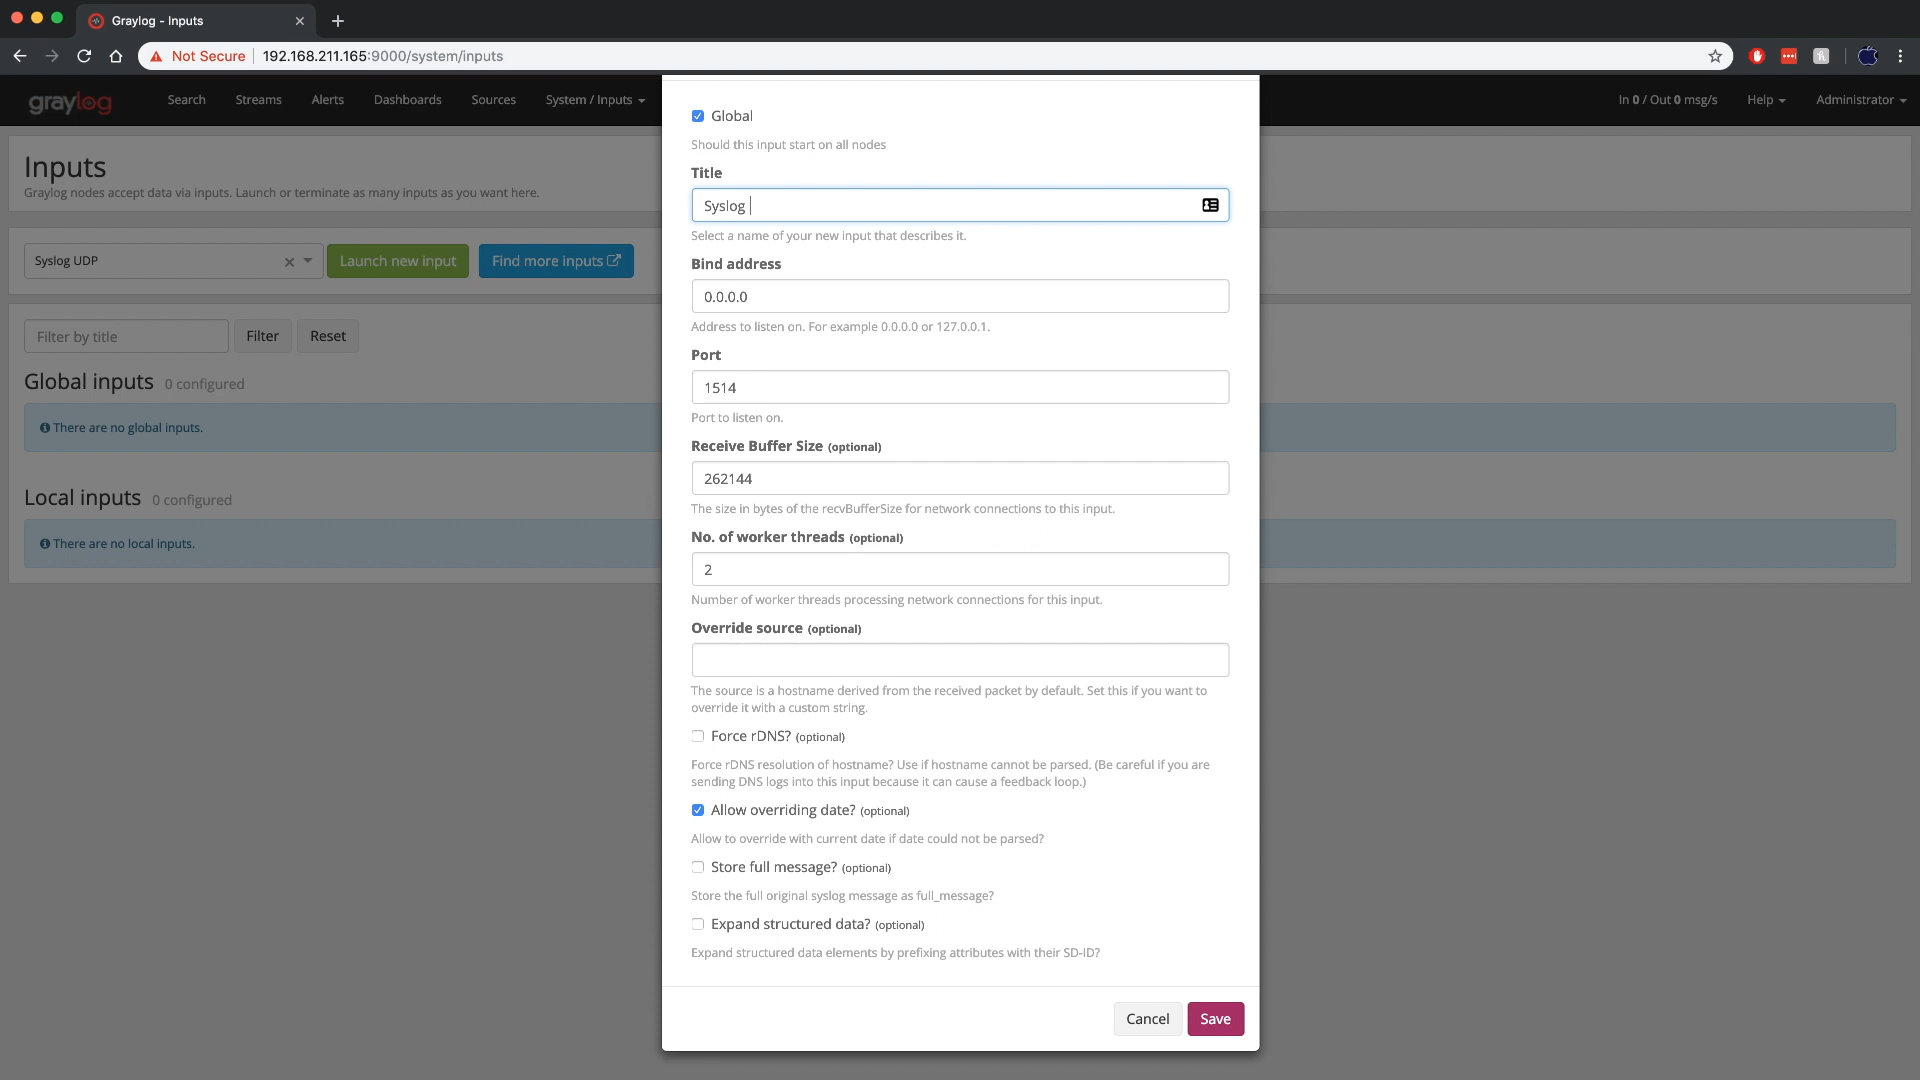 Graylog - Inputs
Not Secure 192.168.211.165:9000/system/inputs
graylog Search Streams Alerts Dashboards Sources System / Inputs In 0 / Out 0 msg/s Help Administrator
Inputs
Graylog nodes accept data via inputs. Launch or terminate as many inputs as you want here.
Syslog UDP Launch new input Find more inputs
Filter by title Filter Reset
Global inputs 0 configured
There are no global inputs.
Local inputs 0 configured
There are no local inputs.
Global
Should this input start on all nodes
Title
Syslog
Select a name of your new input that describes it.
Bind address
0.0.0.0
Address to listen on. For example 0.0.0.0 or 127.0.0.1.
Port
1514
Port to listen on.
Receive Buffer Size (optional)
262144
The size in bytes of the recvBufferSize for network connections to this input.
No. of worker threads (optional)
2
Number of worker threads processing network connections for this input.
Override source (optional)
The source is a hostname derived from the received packet by default. Set this if you want to
override it with a custom string.
Force rDNS? (optional)
Force rDNS resolution of hostname? Use if hostname cannot be parsed. (Be careful if you are
sending DNS logs into this input because it can cause a feedback loop.)
Allow overriding date? (optional)
Allow to override with current date if date could not be parsed?
Store full message? (optional)
Store the full original syslog message as full_message?
Expand structured data? (optional)
Expand structured data elements by prefixing attributes with their SD-ID?
Cancel Save